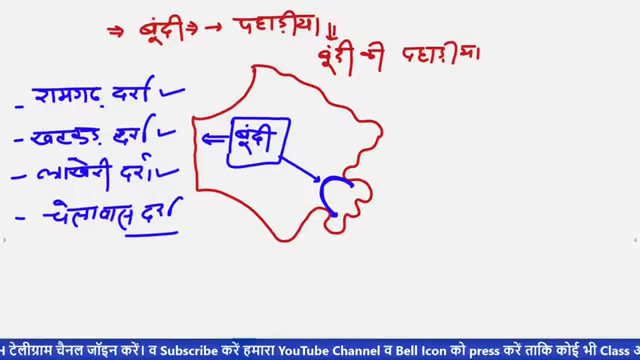 ⇒ बूंदी ⇒ → पहाड़ीया
बूंदी की पहाड़ीया
- रामगढ़ दर्रा ✓
- खटकड़ दर्रा ✓
- लाखेरी दर्रा ✓
- चेलावास दर्रा
बूंदी
H टेलीग्राम चैनल जॉइन करें। व Subscribe करें हमारा YouTube Channel व Bell Icon को press करें ताकि कोई भी Class अ